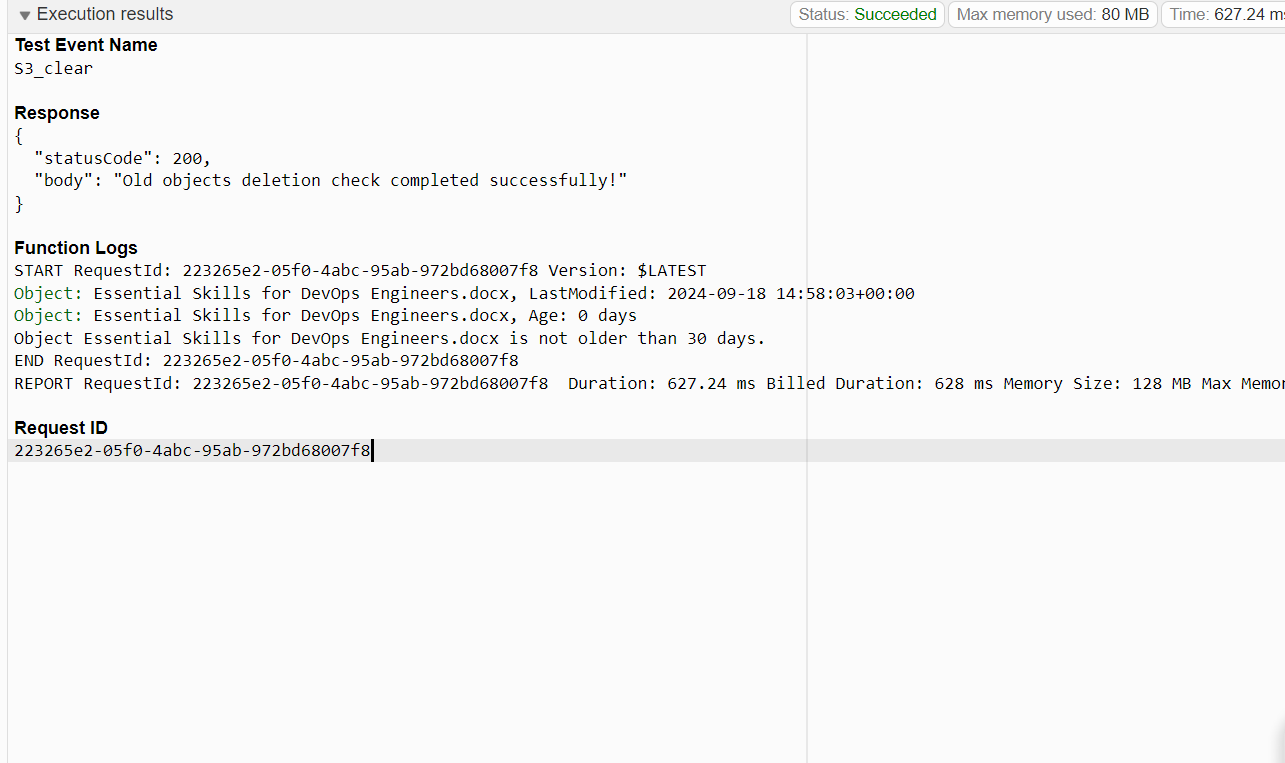 Execution results
Status: Succeeded
Max memory used: 80 MB
Time: 627.24
Test Event Name
S3_clear
Response
{
"statusCode": 200,
"body": "Old objects deletion check completed successfully!"
}
Function Logs
START RequestId: 223265e2-05f0-4abc-95ab-972bd68007f8 Version: $LATEST
Object: Essential Skills for DevOps Engineers.docx, LastModified: 2024-09-18 14:58:03+00:00
Object: Essential Skills for DevOps Engineers.docx, Age: 0 days
Object Essential Skills for DevOps Engineers.docx is not older than 30 days.
END RequestId: 223265e2-05f0-4abc-95ab-972bd68007f8
REPORT RequestId: 223265e2-05f0-4abc-95ab-972bd68007f8 Duration: 627.24 ms Billed Duration: 628 ms Memory Size: 128 MB Max
Request ID
223265e2-05f0-4abc-95ab-972bd68007f8